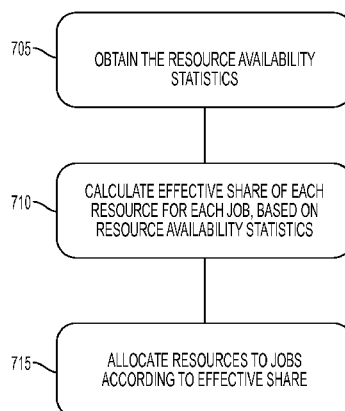 705
OBTAIN THE RESOURCE AVAILABILITY
STATISTICS
710
CALCULATE EFFECTIVE SHARE OF EACH
RESOURCE FOR EACH JOB, BASED ON
RESOURCE AVAILABILITY STATISTICS
715
ALLOCATE RESOURCES TO JOBS
ACCORDING TO EFFECTIVE SHARE